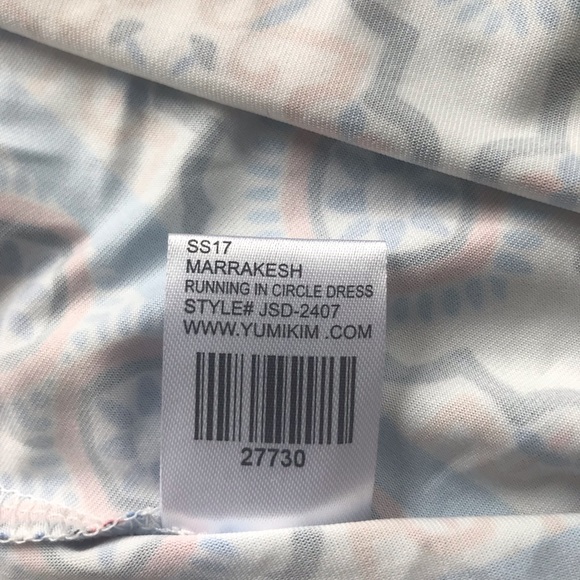 SS17
MARRAKESH
RUNNING IN CIRCLE DRESS
STYLE# JSD-2407
WWW.YUMIKIM .COM
27730